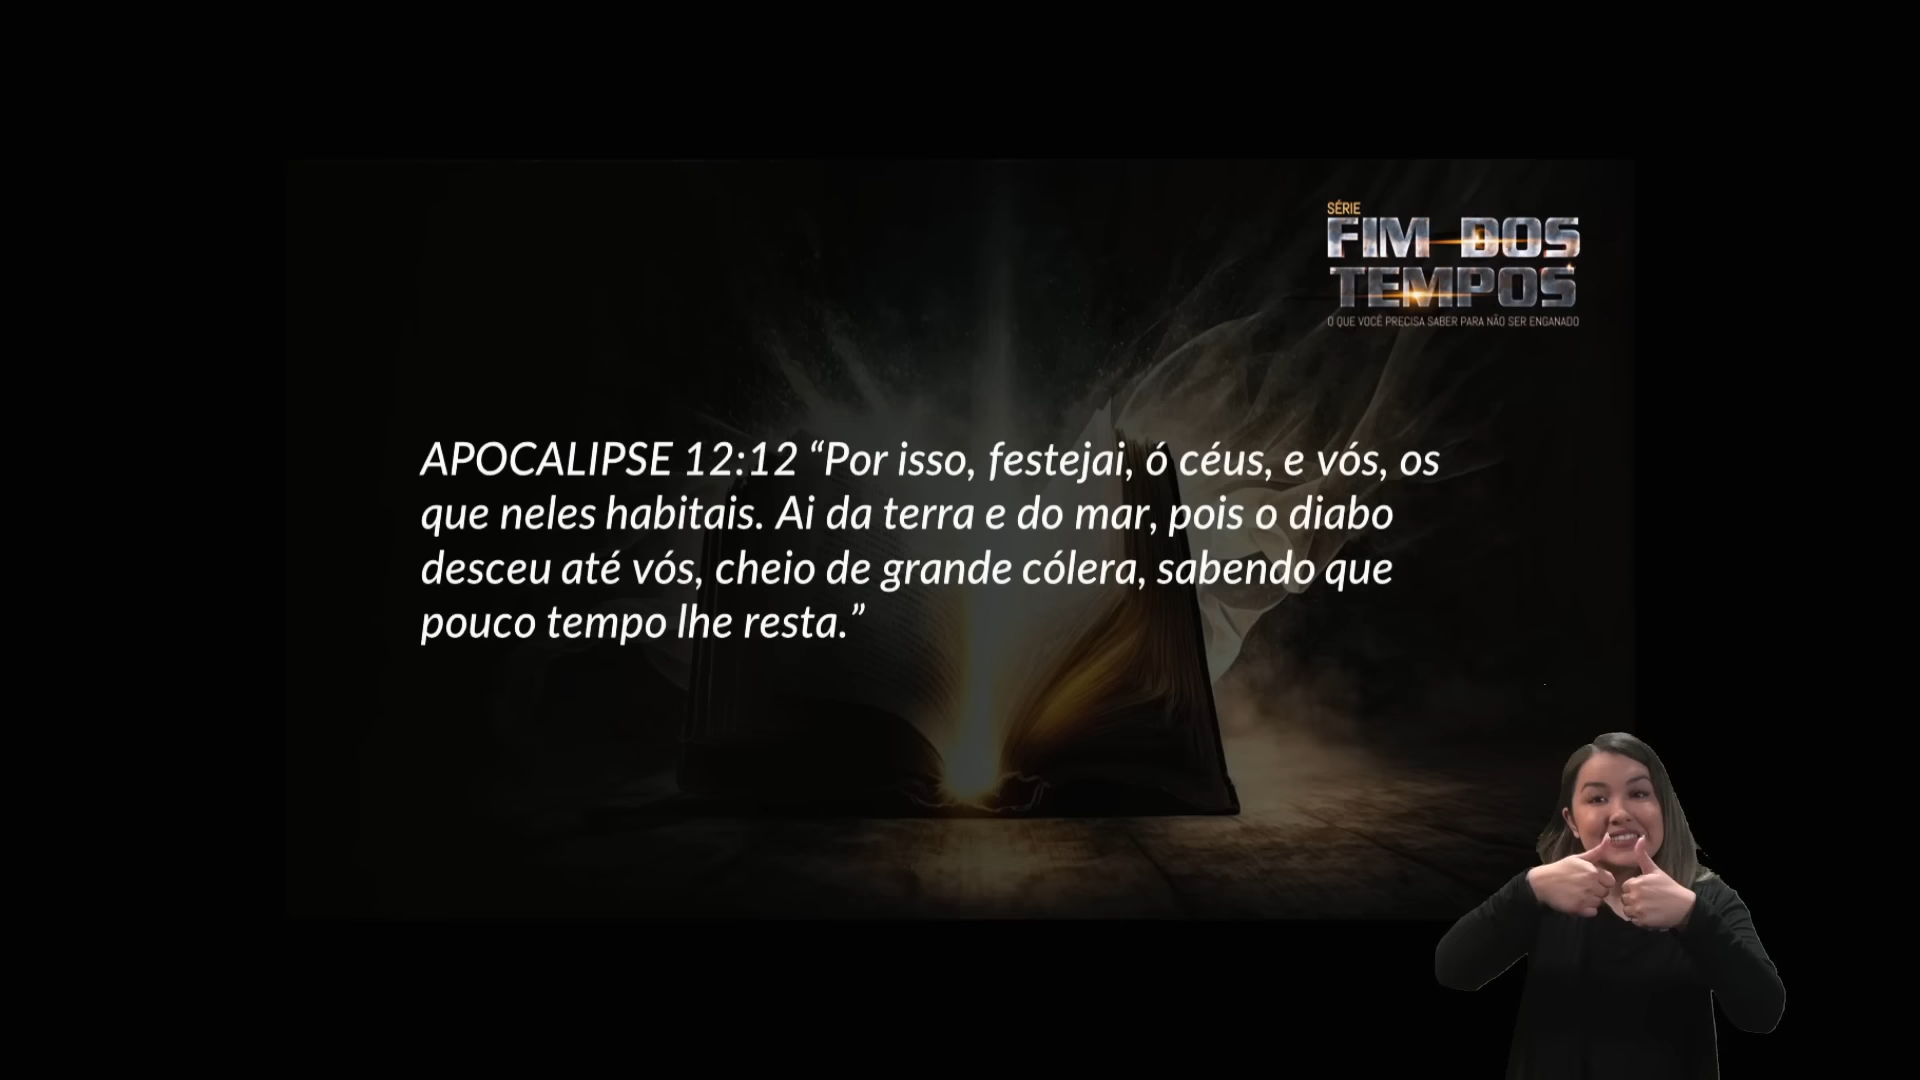 SÉRIE
FIM DOS
TEMPOS
O QUE VOCÊ PRECISA SABER PARA NÃO SER ENGANADO
APOCALIPSE 12:12 “Por isso, festejai, ó céus, e vós, os
que neles habitais. Ai da terra e do mar, pois o diabo
desceu até vós, cheio de grande cólera, sabendo que
pouco tempo lhe resta.”